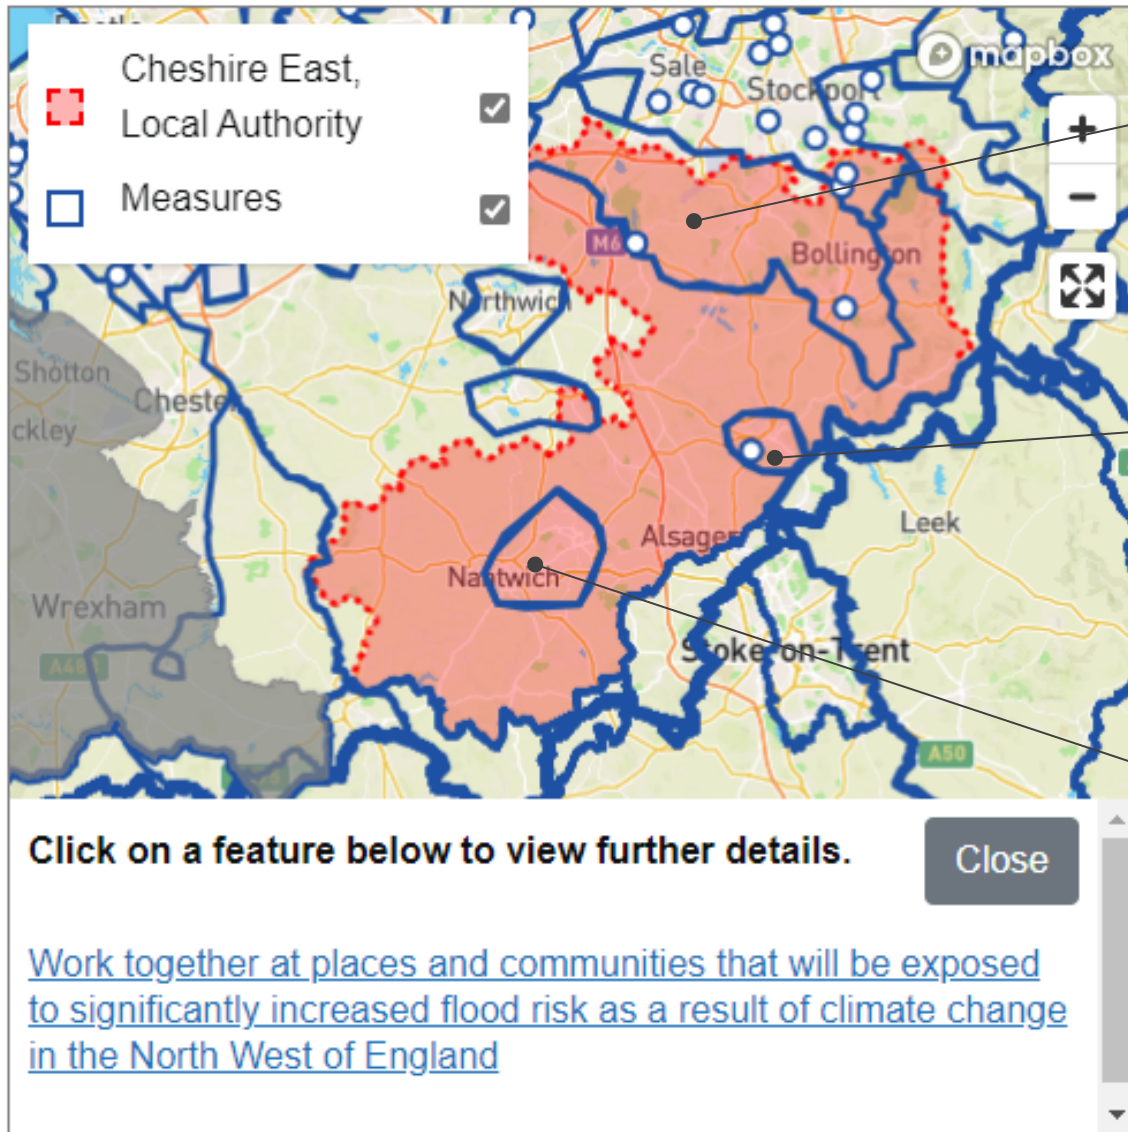 Cheshire East,
Local Authority
Measures
mapbox
Sale
Stockport
+
−
M6
Bollington
Northwich
Shotton
Chester
ckley
Alsager
Leek
Nantwich
Wrexham
Stoke-on-Trent
A483
A50
Click on a feature below to view further details.
Close
Work together at places and communities that will be exposed
to significantly increased flood risk as a result of climate change
in the North West of England